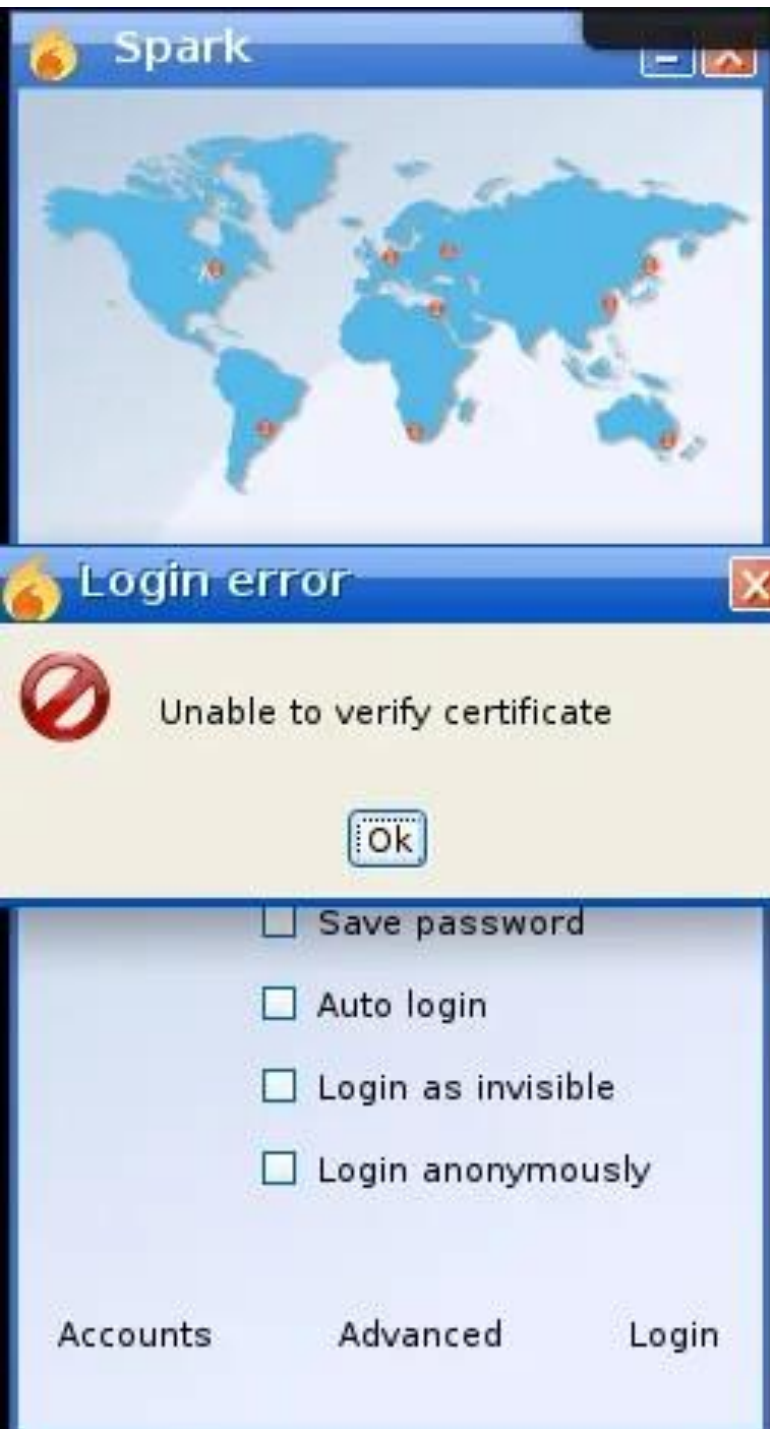 Spark
Login error
Unable to verify certificate
Ok
Save password
Auto login
Login as invisible
Login anonymously
Accounts
Advanced
Login